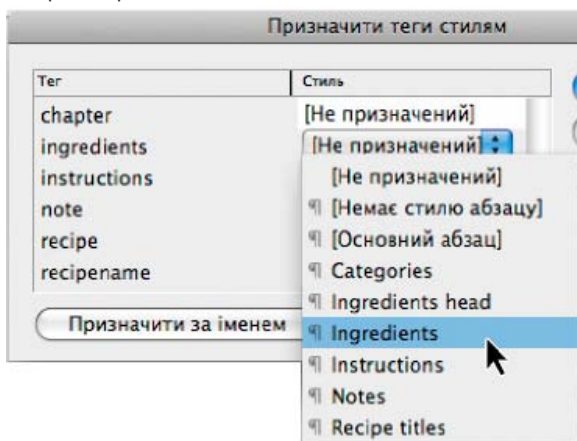 Призначити теги стилям
Тег Стиль
chapter [Не призначений]
ingredients [Не призначений]
instructions [Не призначений]
note ¶ [Немає стилю абзацу]
recipe ¶ [Основний абзац]
recipename ¶ Categories
¶ Ingredients head
Призначити за іменем ¶ Ingredients
¶ Instructions
¶ Notes
¶ Recipe titles